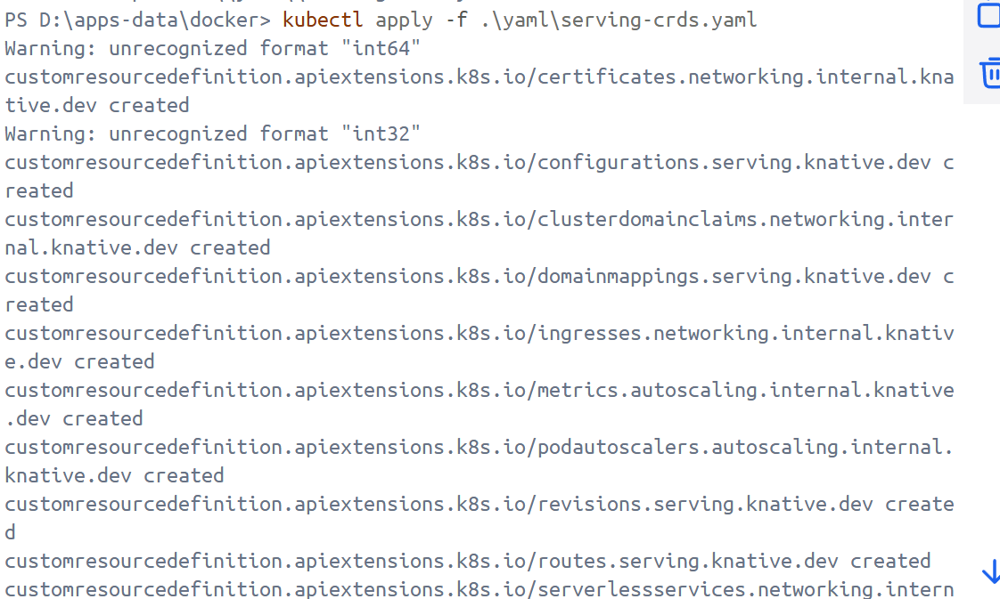 PS D:\apps-data\docker> kubectl apply -f .\yaml\serving-crds.yaml
Warning: unrecognized format "int64"
customresourcedefinition.apiextensions.k8s.io/certificates.networking.internal.kna
tive.dev created
Warning: unrecognized format "int32"
customresourcedefinition.apiextensions.k8s.io/configurations.serving.knative.dev c
reated
customresourcedefinition.apiextensions.k8s.io/clusterdomainclaims.networking.inter
nal.knative.dev created
customresourcedefinition.apiextensions.k8s.io/domainmappings.serving.knative.dev c
reated
customresourcedefinition.apiextensions.k8s.io/ingresses.networking.internal.knativ
e.dev created
customresourcedefinition.apiextensions.k8s.io/metrics.autoscaling.internal.knative
.dev created
customresourcedefinition.apiextensions.k8s.io/podautoscalers.autoscaling.internal.
knative.dev created
customresourcedefinition.apiextensions.k8s.io/revisions.serving.knative.dev create
d
customresourcedefinition.apiextensions.k8s.io/routes.serving.knative.dev created
customresourcedefinition.apiextensions.k8s.io/serverlessservices.networking.intern